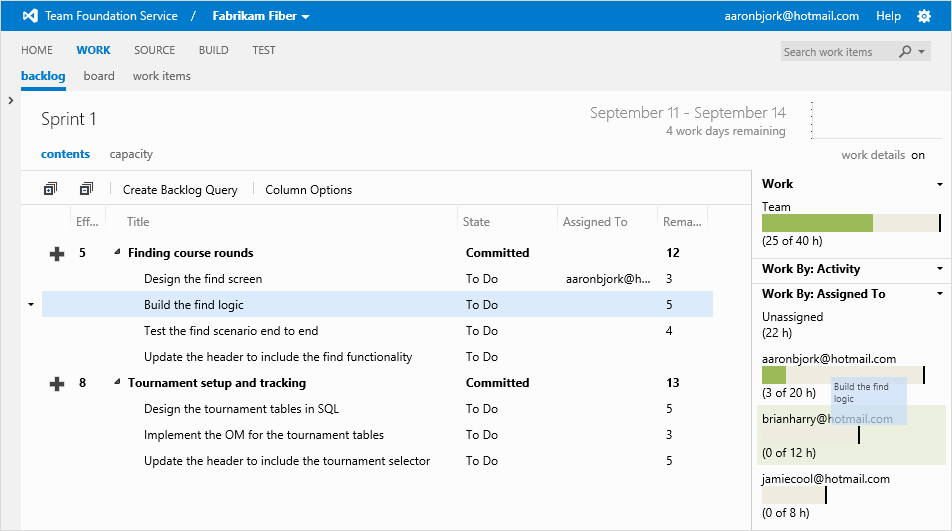 Team Foundation Service / Fabrikam Fiber aaronbjork@hotmail.com Help
HOME WORK SOURCE BUILD TEST
Search work items
backlog board work items
Sprint 1
September 11 - September 14
4 work days remaining
contents capacity
work details on
Create Backlog Query Column Options
Eff... Title State Assigned To Rema...
5 Finding course rounds Committed 12
Design the find screen To Do aaronbjork@h... 3
Build the find logic To Do 5
Test the find scenario end to end To Do 4
Update the header to include the find functionality To Do
8 Tournament setup and tracking Committed 13
Design the tournament tables in SQL To Do 5
Implement the OM for the tournament tables To Do 3
Update the header to include the tournament selector To Do 5
Work
Team
(25 of 40 h)
Work By: Activity
Work By: Assigned To
Unassigned
(22 h)
aaronbjork@hotmail.com
(3 of 20 h)
Build the find
logic
brianharry@hotmail.com
(0 of 12 h)
jamiecool@hotmail.com
(0 of 8 h)